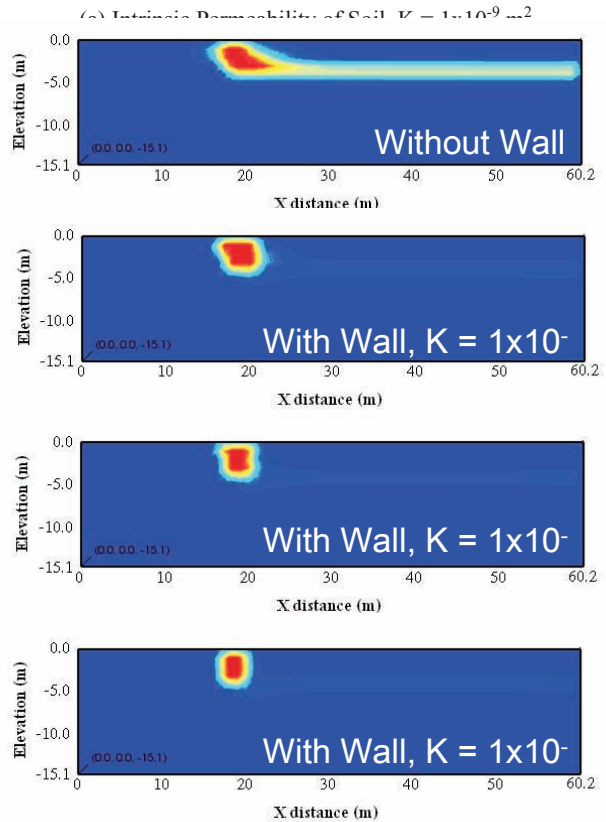 (a) Intrinsic Permeability of Soil, K = 1x10⁻⁹ m²
0.0
-5.0
-10.0
-15.1
Elevation (m)
(0.0, 0.0, -15.1)
Without Wall
0 10 20 30 40 50 60.2
X distance (m)
0.0
-5.0
-10.0
-15.1
Elevation (m)
(0.0, 0.0, -15.1)
With Wall, K = 1x10⁻
0 10 20 30 40 50 60.2
X distance (m)
0.0
-5.0
-10.0
-15.1
Elevation (m)
(0.0, 0.0, -15.1)
With Wall, K = 1x10⁻
0 10 20 30 40 50 60.2
X distance (m)
0.0
-5.0
-10.0
-15.1
Elevation (m)
(0.0, 0.0, -15.1)
With Wall, K = 1x10⁻
0 10 20 30 40 50 60.2
X distance (m)